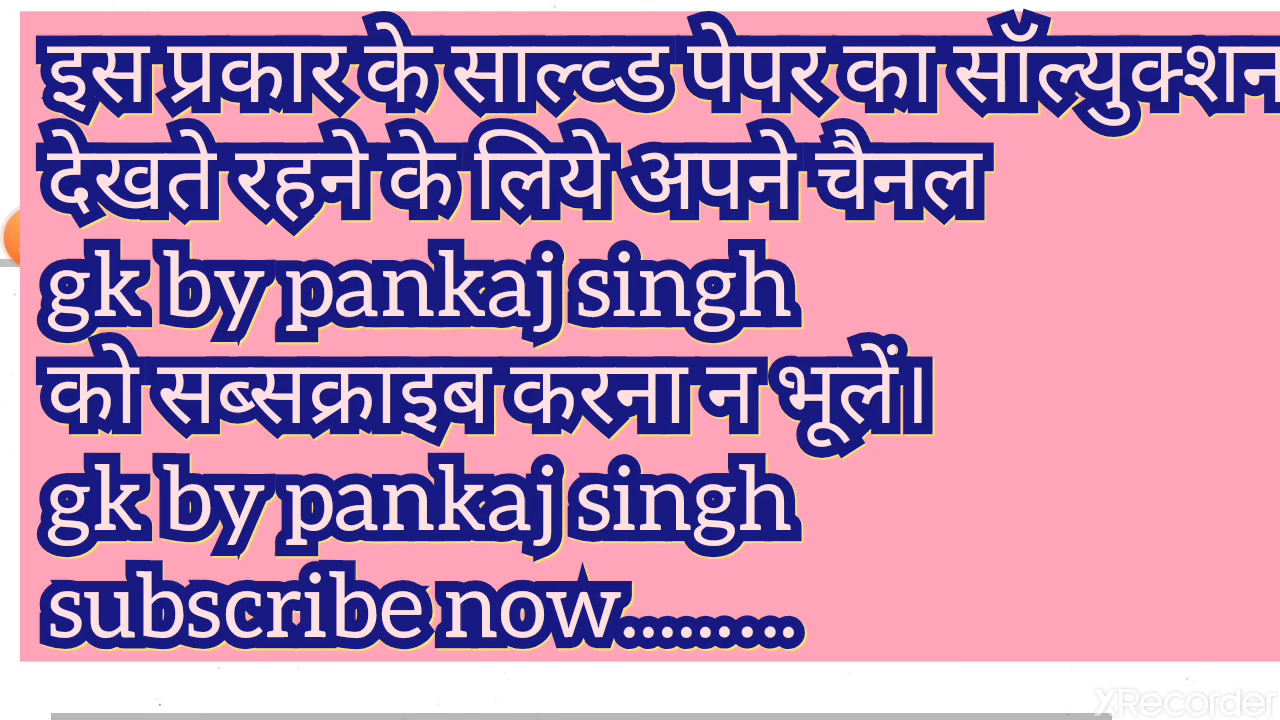 इस प्रकार के साल्व्ड पेपर का सॉल्युक्शन
देखते रहने के लिये अपने चैनल
gk by pankaj singh
को सब्सक्राइब करना न भूलें।
gk by pankaj singh
subscribe now.........
XRecorder